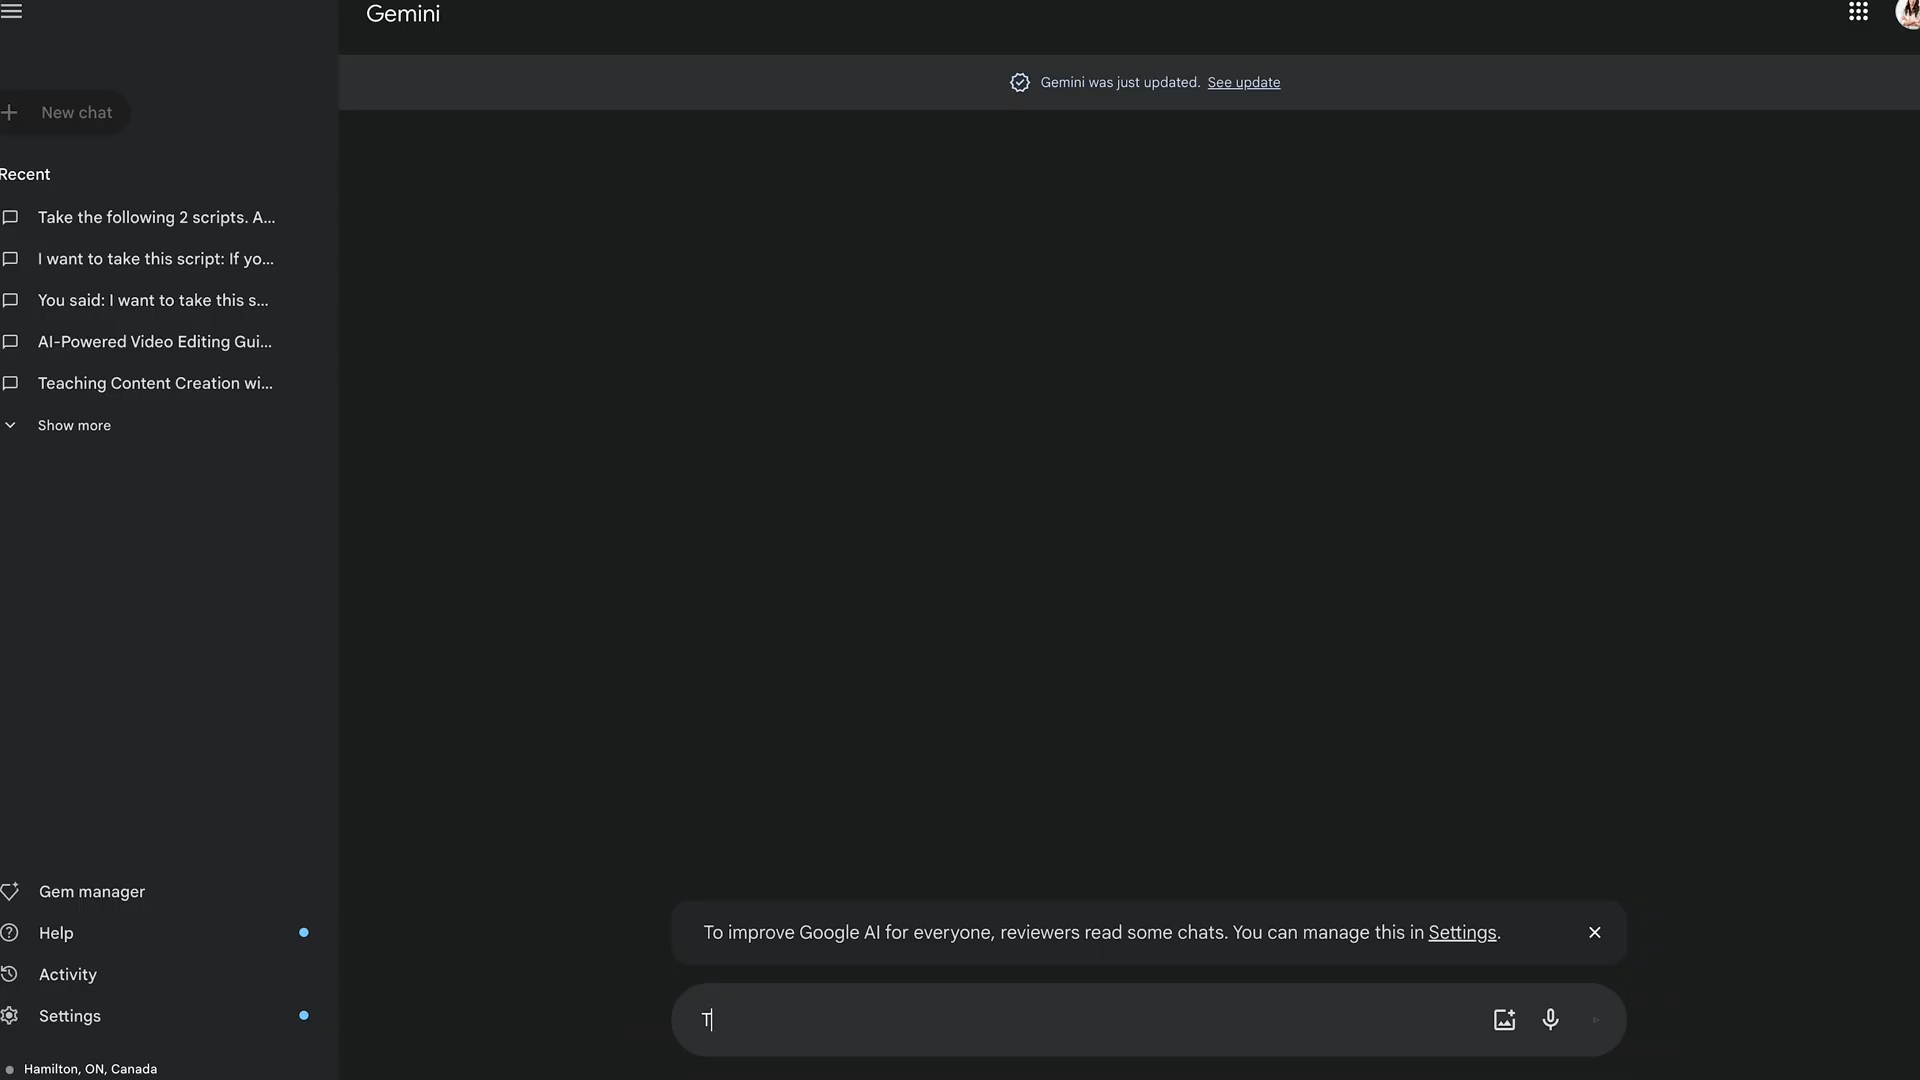 Gemini
Gemini was just updated. See update
New chat
Recent
Take the following 2 scripts. A...
I want to take this script: If yo...
You said: I want to take this s...
AI-Powered Video Editing Gui...
Teaching Content Creation wi...
Show more
Gem manager
Help
Activity
Settings
Hamilton, ON, Canada
To improve Google AI for everyone, reviewers read some chats. You can manage this in Settings.
T